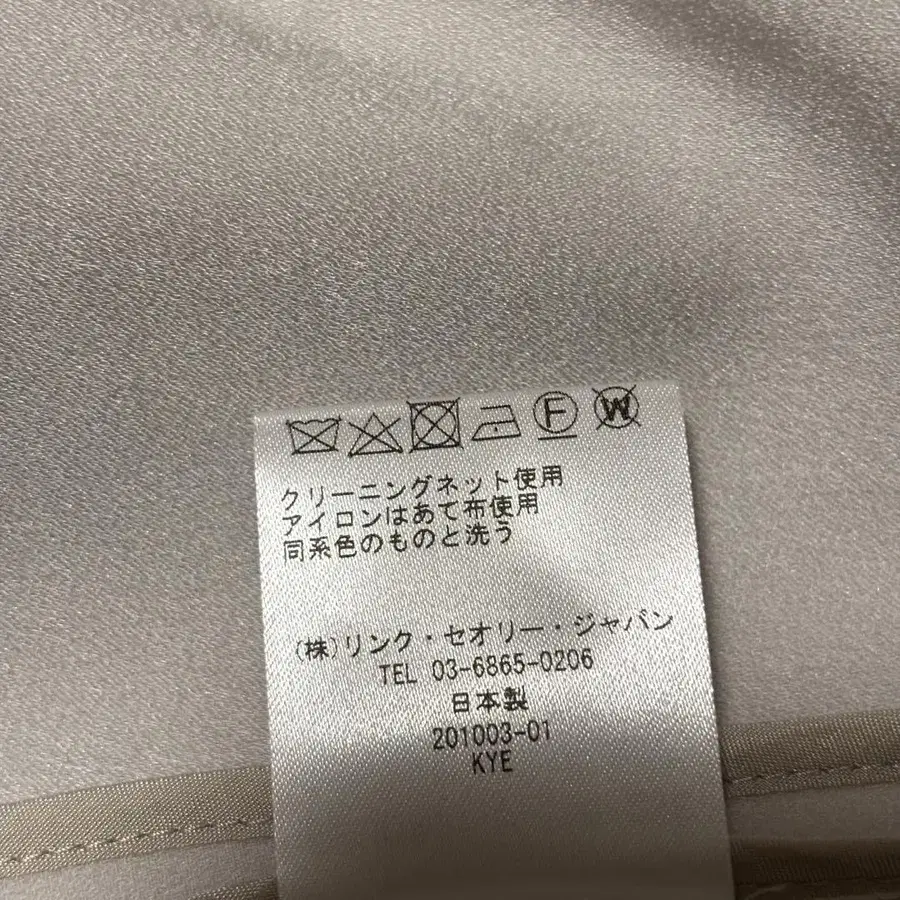 F W
クリーニングネット使用
アイロンはあて布使用
同系色のものと洗う
(株)リンク・セオリー・ジャパン
TEL 03-6865-0206
日本製
201003-01
KYE